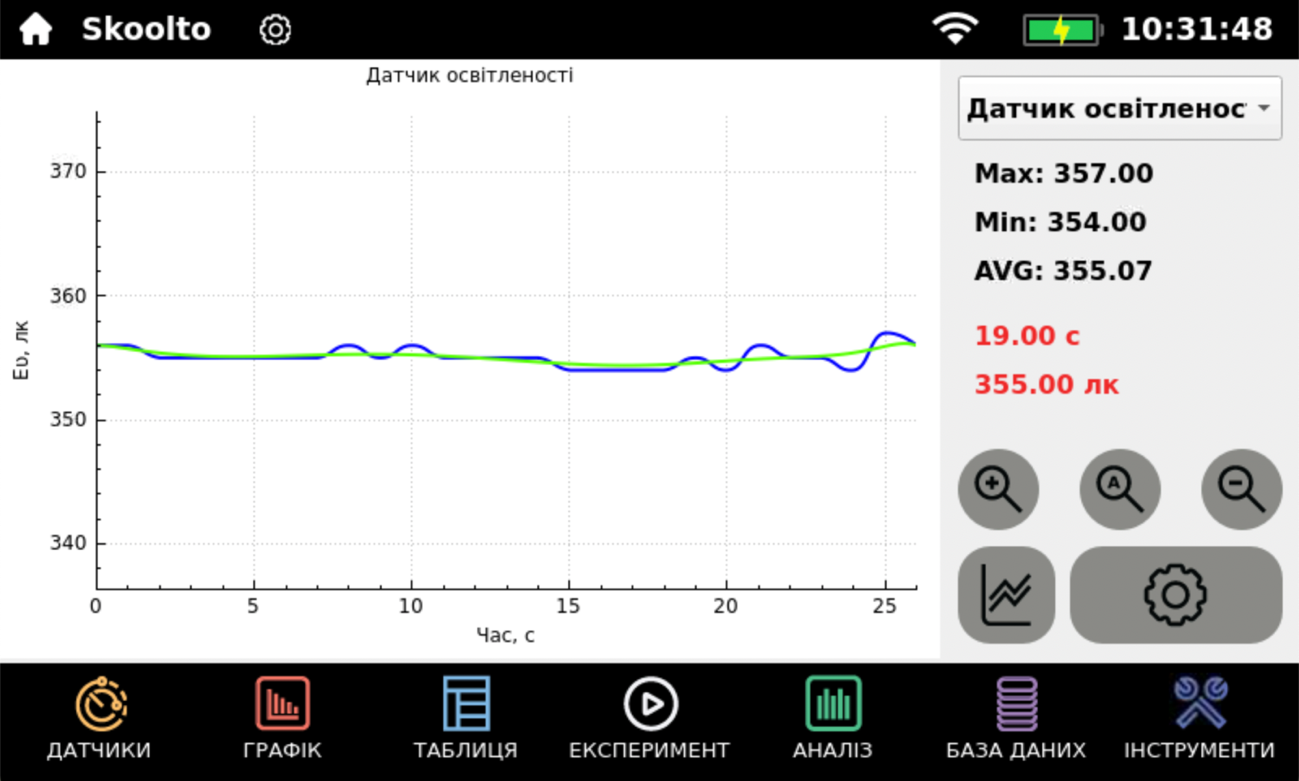 Skoolto
10:31:48
Датчик освітленості
Еυ, лк
370
360
350
340
0 5 10 15 20 25
Час, с
Датчик освітленос
Max: 357.00
Min: 354.00
AVG: 355.07
19.00 с
355.00 лк
A
ДАТЧИКИ
ГРАФІК
ТАБЛИЦЯ
ЕКСПЕРИМЕНТ
АНАЛІЗ
БАЗА ДАНИХ
ІНСТРУМЕНТИ